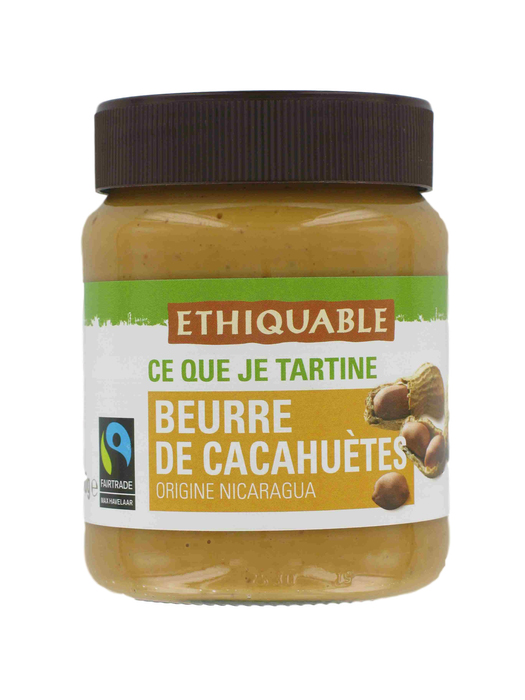 ETHIQUABLE
CE QUE JE TARTINE
BEURRE
DE CACAHUÈTES
ORIGINE NICARAGUA
FAIRTRADE
MAX HAVELAAR